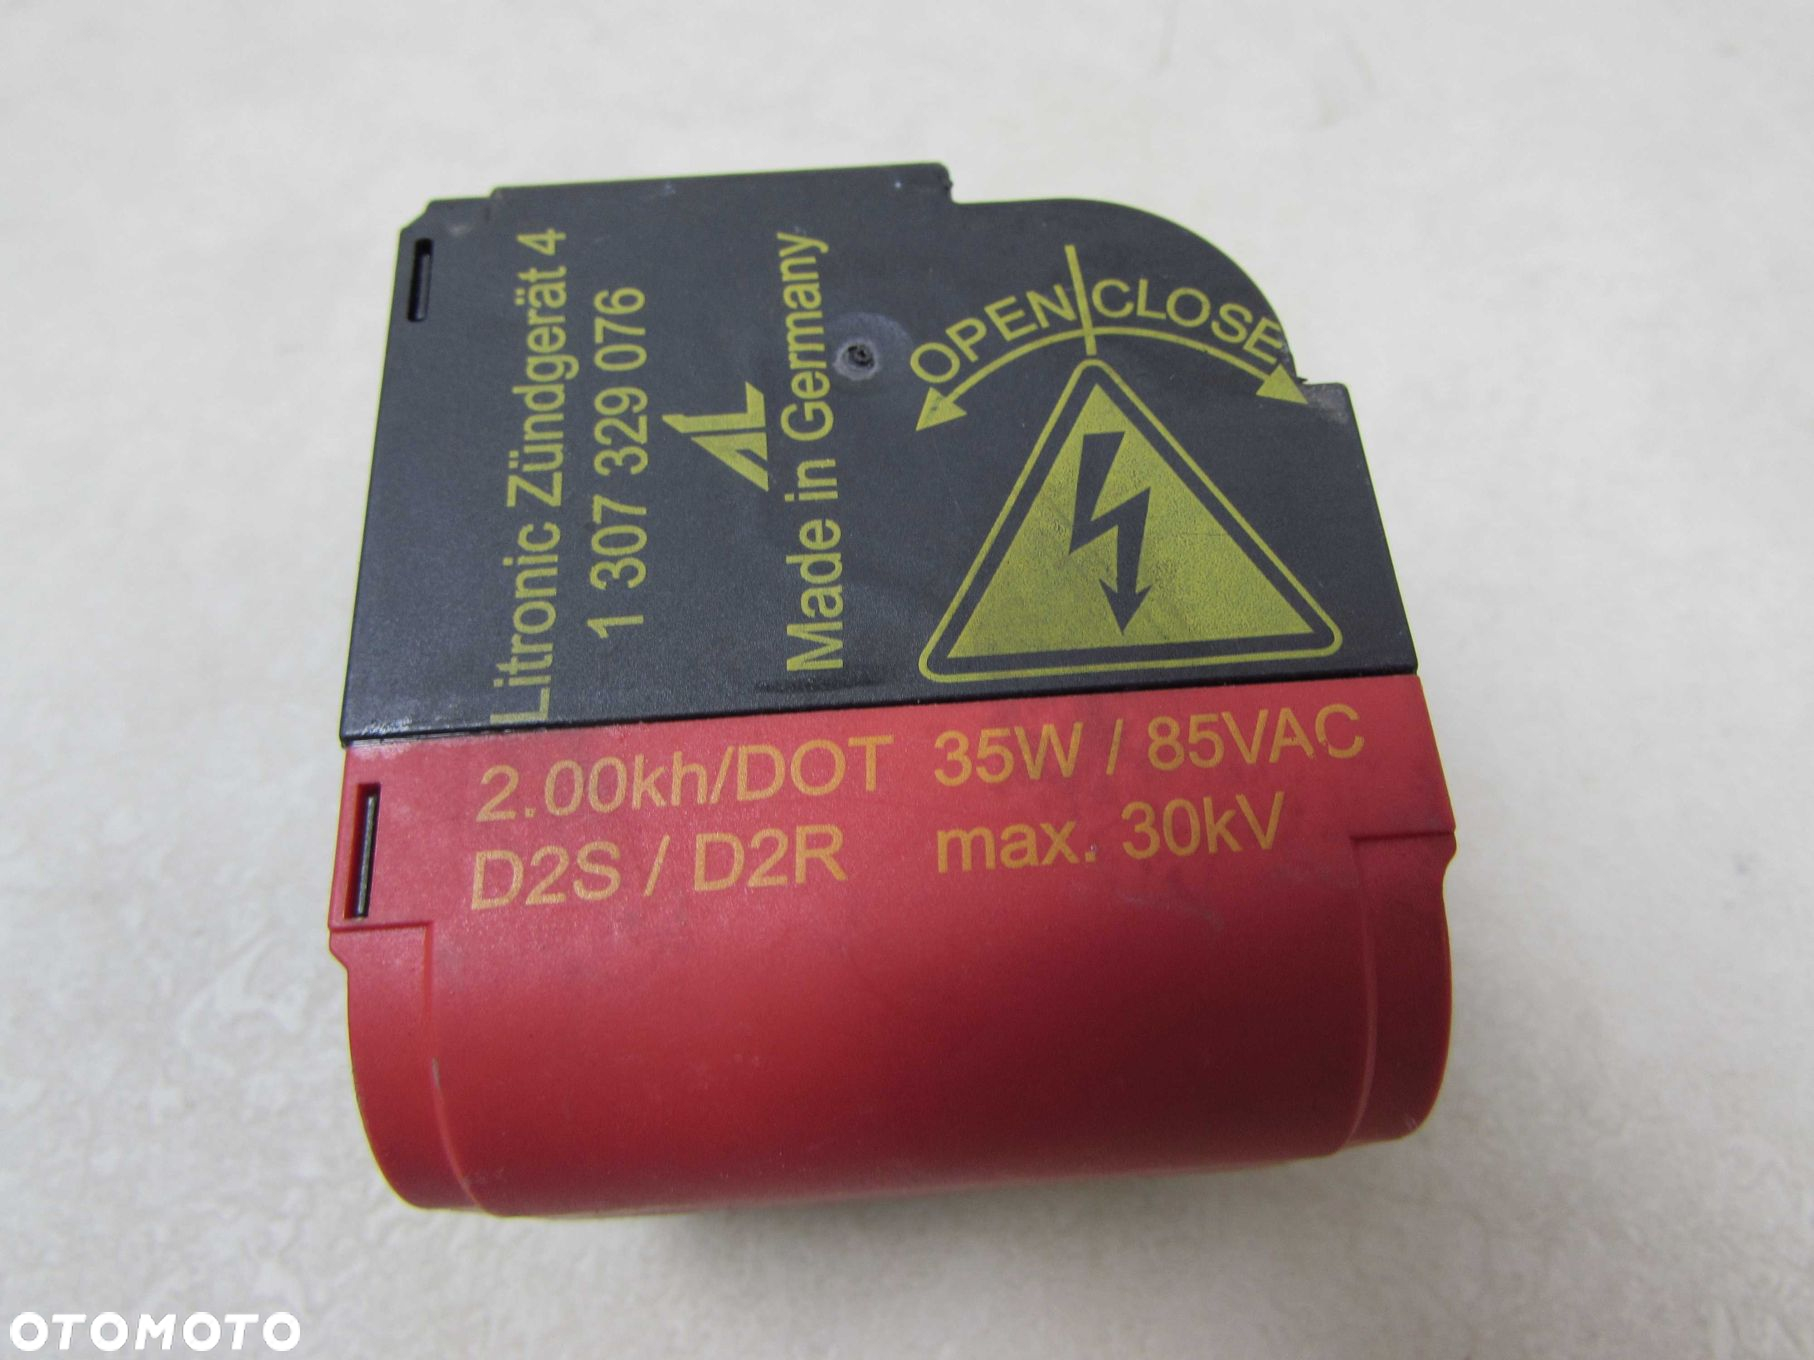 Litronic Zündgerät 4
1 307 329 076
AL
Made in Germany
OPEN CLOSE
2.00kh/DOT 35W / 85VAC
D2S / D2R max. 30kV
OTOMOTO